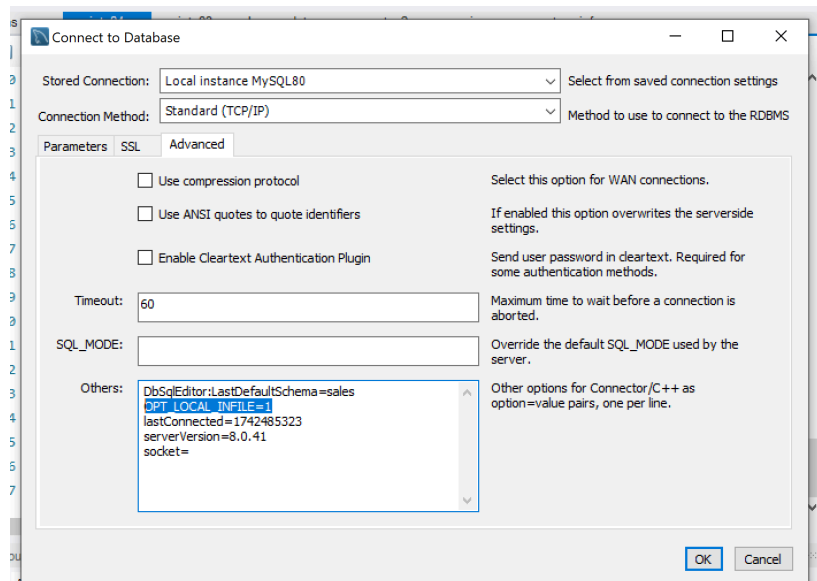 Connect to Database
Stored Connection: Local instance MySQL80 Select from saved connection settings
Connection Method: Standard (TCP/IP) Method to use to connect to the RDBMS
Parameters SSL Advanced
Use compression protocol Select this option for WAN connections.
Use ANSI quotes to quote identifiers If enabled this option overwrites the serverside
settings.
Enable Cleartext Authentication Plugin Send user password in cleartext. Required for
some authentication methods.
Timeout: 60 Maximum time to wait before a connection is
aborted.
SQL_MODE: Override the default SQL_MODE used by the
server.
Others: DbSqlEditor:LastDefaultSchema=sales Other options for Connector/C++ as
OPT_LOCAL_INFILE=1 option=value pairs, one per line.
lastConnected=1742485323
serverVersion=8.0.41
socket=
OK Cancel